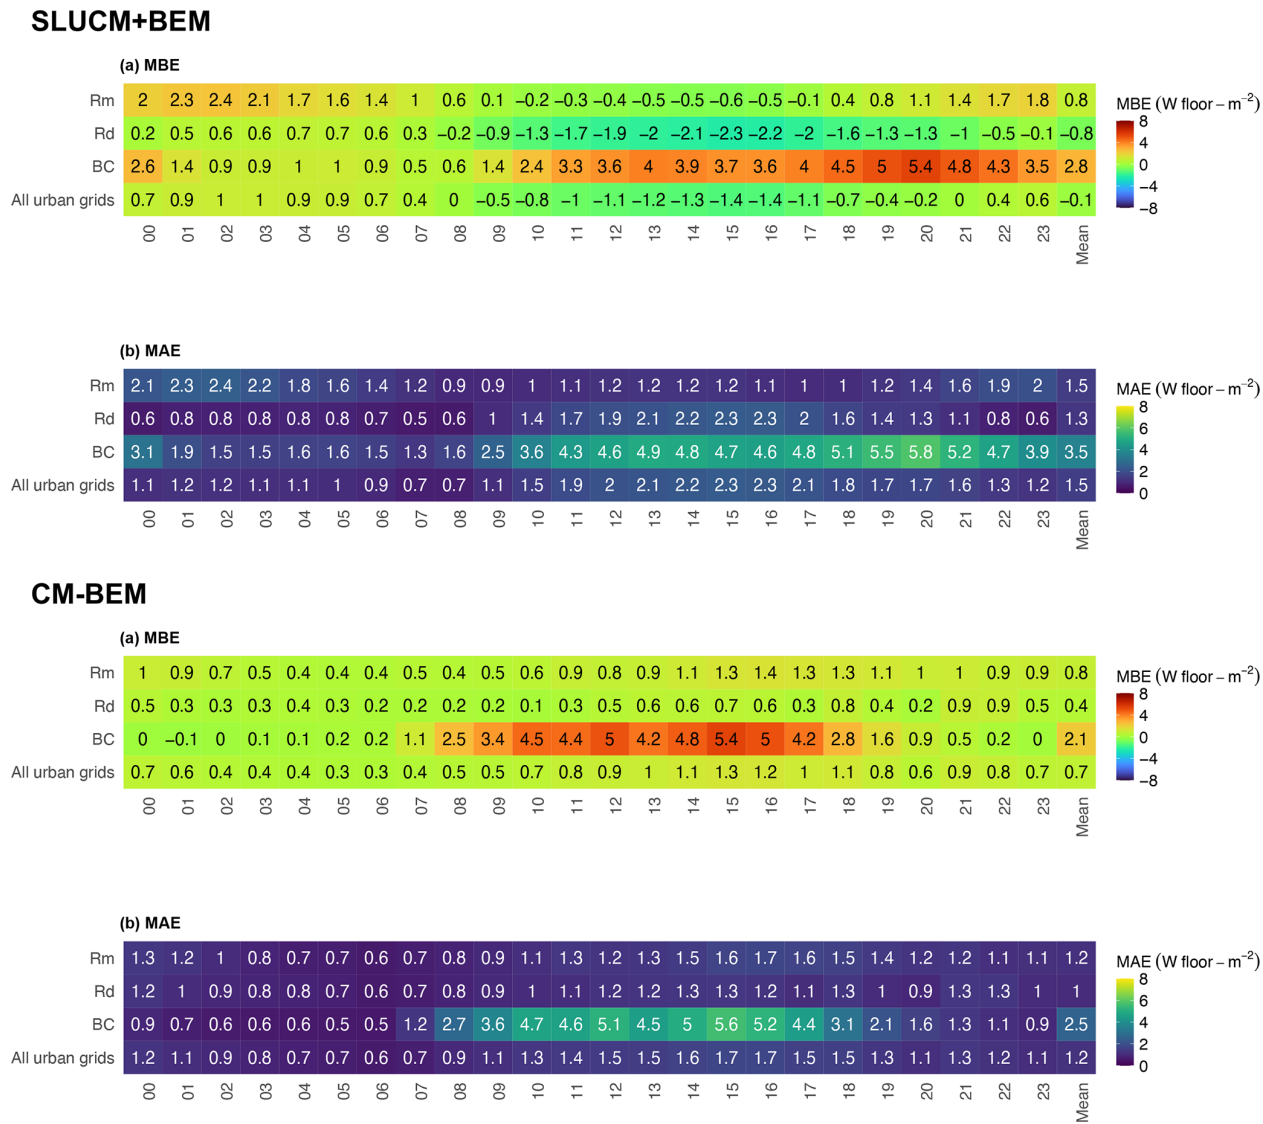 SLUCM+BEM
(a) MBE
MBE (W floor − m−2)
Rm 2 2.3 2.4 2.1 1.7 1.6 1.4 1 0.6 0.1 −0.2 −0.3 −0.4 −0.5 −0.5 −0.6 −0.5 −0.1 0.4 0.8 1.1 1.4 1.7 1.8 0.8
Rd 0.2 0.5 0.6 0.6 0.7 0.7 0.6 0.3 −0.2 −0.9 −1.3 −1.7 −1.9 −2 −2.1 −2.3 −2.2 −2 −1.6 −1.3 −1.3 −1 −0.5 −0.1 −0.8
BC 2.6 1.4 0.9 0.9 1 1 0.9 0.5 0.6 1.4 2.4 3.3 3.6 4 3.9 3.7 3.6 4 4.5 5 5.4 4.8 4.3 3.5 2.8
All urban grids 0.7 0.9 1 1 0.9 0.9 0.7 0.4 0 −0.5 −0.8 −1 −1.1 −1.2 −1.3 −1.4 −1.4 −1.1 −0.7 −0.4 −0.2 0 0.4 0.6 −0.1
8
4
0
−4
−8
00 01 02 03 04 05 06 07 08 09 10 11 12 13 14 15 16 17 18 19 20 21 22 23 Mean
(b) MAE
MAE (W floor − m−2)
Rm 2.1 2.3 2.4 2.2 1.8 1.6 1.4 1.2 0.9 0.9 1 1.1 1.2 1.2 1.2 1.2 1.1 1 1 1.2 1.4 1.6 1.9 2 1.5
Rd 0.6 0.8 0.8 0.8 0.8 0.8 0.7 0.5 0.6 1 1.4 1.7 1.9 2.1 2.2 2.3 2.3 2 1.6 1.4 1.3 1.1 0.8 0.6 1.3
BC 3.1 1.9 1.5 1.5 1.6 1.6 1.5 1.3 1.6 2.5 3.6 4.3 4.6 4.9 4.8 4.7 4.6 4.8 5.1 5.5 5.8 5.2 4.7 3.9 3.5
All urban grids 1.1 1.2 1.2 1.1 1.1 1 0.9 0.7 0.7 1.1 1.5 1.9 2 2.1 2.2 2.3 2.3 2.1 1.8 1.7 1.7 1.6 1.3 1.2 1.5
8
6
4
2
0
00 01 02 03 04 05 06 07 08 09 10 11 12 13 14 15 16 17 18 19 20 21 22 23 Mean
CM-BEM
(a) MBE
MBE (W floor − m−2)
Rm 1 0.9 0.7 0.5 0.4 0.4 0.4 0.5 0.4 0.5 0.6 0.9 0.8 0.9 1.1 1.3 1.4 1.3 1.3 1.1 1 1 0.9 0.9 0.8
Rd 0.5 0.3 0.3 0.3 0.4 0.3 0.2 0.2 0.2 0.2 0.1 0.3 0.5 0.6 0.6 0.7 0.6 0.3 0.8 0.4 0.2 0.9 0.9 0.5 0.4
BC 0 −0.1 0 0.1 0.1 0.2 0.2 1.1 2.5 3.4 4.5 4.4 5 4.2 4.8 5.4 5 4.2 2.8 1.6 0.9 0.5 0.2 0 2.1
All urban grids 0.7 0.6 0.4 0.4 0.4 0.3 0.3 0.4 0.5 0.5 0.7 0.8 0.9 1 1.1 1.3 1.2 1 1.1 0.8 0.6 0.9 0.8 0.7 0.7
8
4
0
−4
−8
00 01 02 03 04 05 06 07 08 09 10 11 12 13 14 15 16 17 18 19 20 21 22 23 Mean
(b) MAE
MAE (W floor − m−2)
Rm 1.3 1.2 1 0.8 0.7 0.7 0.6 0.7 0.8 0.9 1.1 1.3 1.2 1.3 1.5 1.6 1.7 1.6 1.5 1.4 1.2 1.2 1.1 1.1 1.2
Rd 1.2 1 0.9 0.8 0.8 0.7 0.6 0.7 0.8 0.9 1 1.1 1.2 1.2 1.3 1.3 1.2 1.1 1.3 1 0.9 1.3 1.3 1 1
BC 0.9 0.7 0.6 0.6 0.6 0.5 0.5 1.2 2.7 3.6 4.7 4.6 5.1 4.5 5 5.6 5.2 4.4 3.1 2.1 1.6 1.3 1.1 0.9 2.5
All urban grids 1.2 1.1 0.9 0.8 0.7 0.7 0.6 0.7 0.9 1.1 1.3 1.4 1.5 1.5 1.6 1.7 1.7 1.5 1.5 1.3 1.1 1.3 1.2 1.1 1.2
8
6
4
2
0
00 01 02 03 04 05 06 07 08 09 10 11 12 13 14 15 16 17 18 19 20 21 22 23 Mean